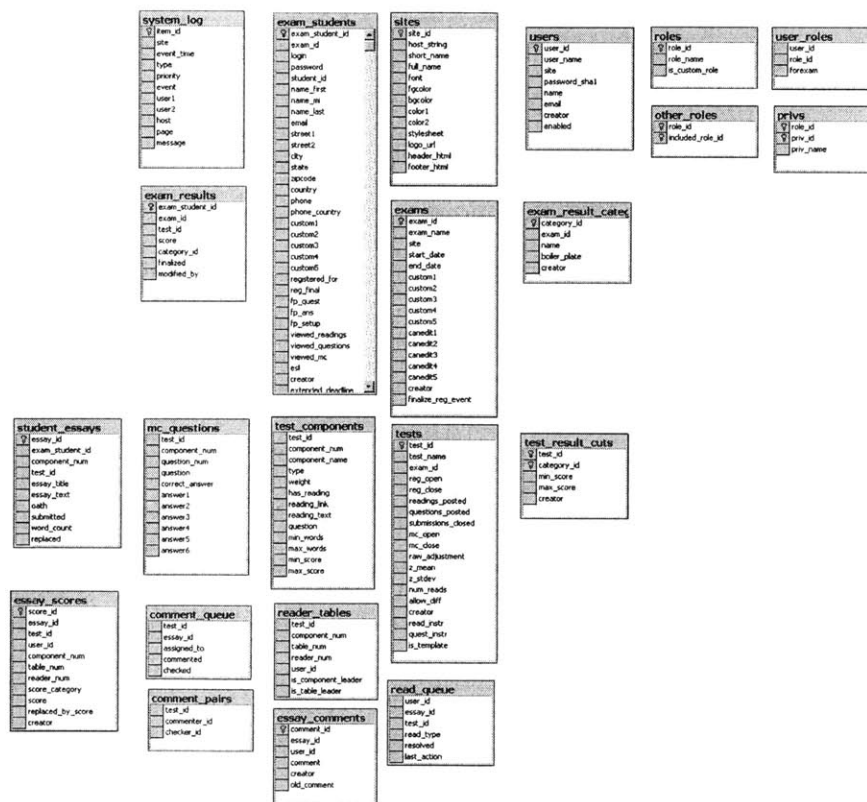 system_log
item_id
site
event_time
type
priority
event
user1
user2
host
page
message
exam_students
exam_student_id
exam_id
login
password
student_id
name_first
name_mi
name_last
email
street1
street2
city
state
zipcode
country
phone
phone_country
custom1
custom2
custom3
custom4
custom5
registered_for
reg_final
fp_quest
fp_ans
fp_setup
viewed_readings
viewed_questions
viewed_mc
esl
creator
extended_deadline
sites
site_id
host_string
short_name
full_name
font
fgcolor
bgcolor
color1
color2
stylesheet
logo_url
header_html
footer_html
users
user_id
user_name
site
password_sha1
name
email
creator
enabled
roles
role_id
role_name
is_custom_role
user_roles
user_id
role_id
forexam
other_roles
role_id
included_role_id
privs
role_id
priv_id
priv_name
exam_results
exam_student_id
exam_id
test_id
score
category_id
finalized
modified_by
exams
exam_id
exam_name
site
start_date
end_date
custom1
custom2
custom3
custom4
custom5
canedit1
canedit2
canedit3
canedit4
canedit5
creator
finalize_reg_event
exam_result_categ
category_id
exam_id
name
boiler_plate
creator
student_essays
essay_id
exam_student_id
component_num
test_id
essay_title
essay_text
oath
submitted
word_count
replaced
mc_questions
test_id
component_num
question_num
question
correct_answer
answer1
answer2
answer3
answer4
answer5
answer6
test_components
test_id
component_num
component_name
type
weight
has_reading
reading_link
reading_text
question
min_words
max_words
min_score
max_score
tests
test_id
test_name
exam_id
reg_open
reg_close
readings_posted
questions_posted
submissions_closed
mc_open
mc_close
raw_adjustment
z_mean
z_stdev
num_reads
allow_diff
creator
read_instr
quest_instr
is_template
test_result_cuts
test_id
category_id
min_score
max_score
creator
essay_scores
score_id
essay_id
test_id
user_id
component_num
table_num
reader_num
score_category
score
replaced_by_score
creator
comment_queue
test_id
essay_id
assigned_to
commented
checked
comment_pairs
test_id
commenter_id
checker_id
reader_tables
test_id
component_num
table_num
reader_num
user_id
is_component_leader
is_table_leader
essay_comments
comment_id
essay_id
user_id
comment
creator
old_comment
read_queue
user_id
essay_id
test_id
read_type
resolved
last_action